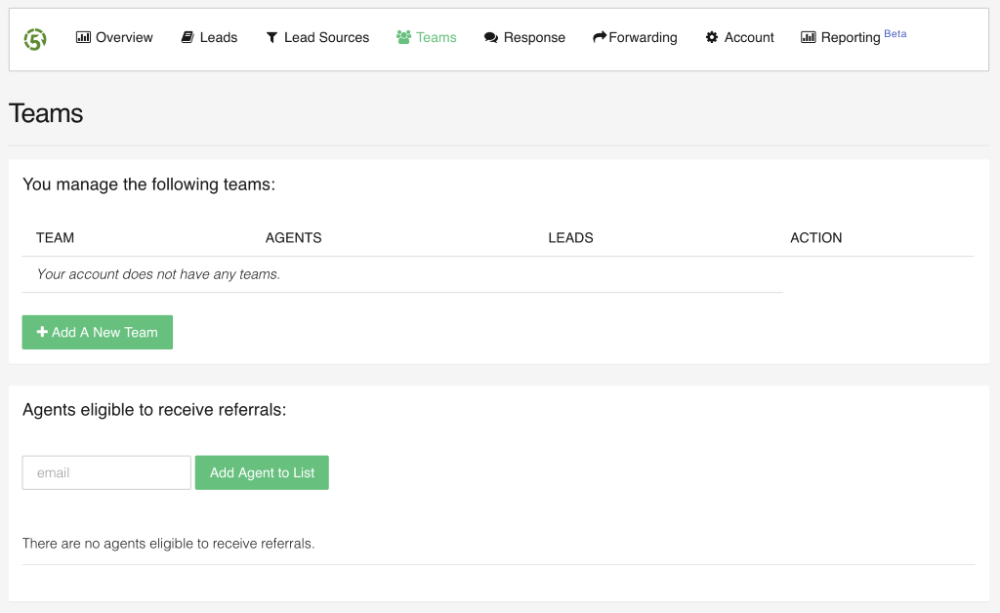 5 Overview Leads Lead Sources Teams Response Forwarding Account Reporting Beta
Teams
You manage the following teams:
TEAM AGENTS LEADS ACTION
Your account does not have any teams.
Add A New Team
Agents eligible to receive referrals:
email Add Agent to List
There are no agents eligible to receive referrals.